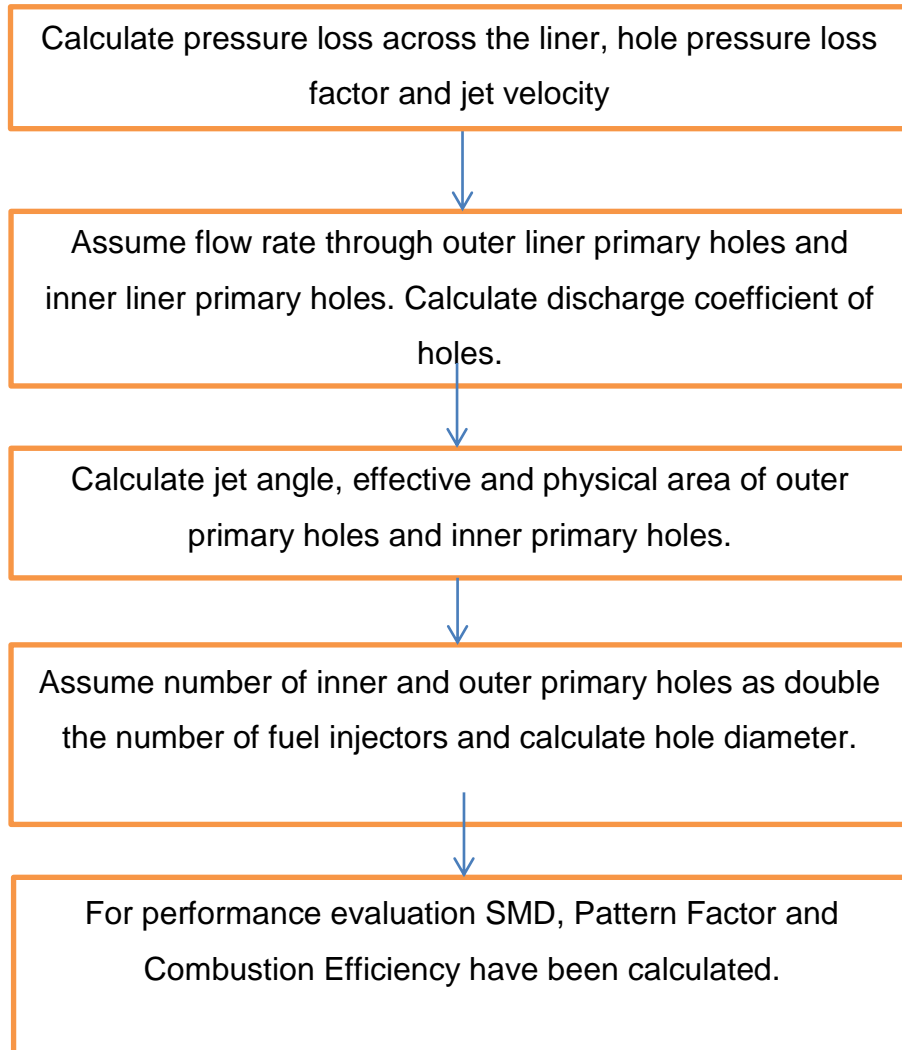 Calculate pressure loss across the liner, hole pressure loss
factor and jet velocity
Assume flow rate through outer liner primary holes and
inner liner primary holes. Calculate discharge coefficient of
holes.
Calculate jet angle, effective and physical area of outer
primary holes and inner primary holes.
Assume number of inner and outer primary holes as double
the number of fuel injectors and calculate hole diameter.
For performance evaluation SMD, Pattern Factor and
Combustion Efficiency have been calculated.